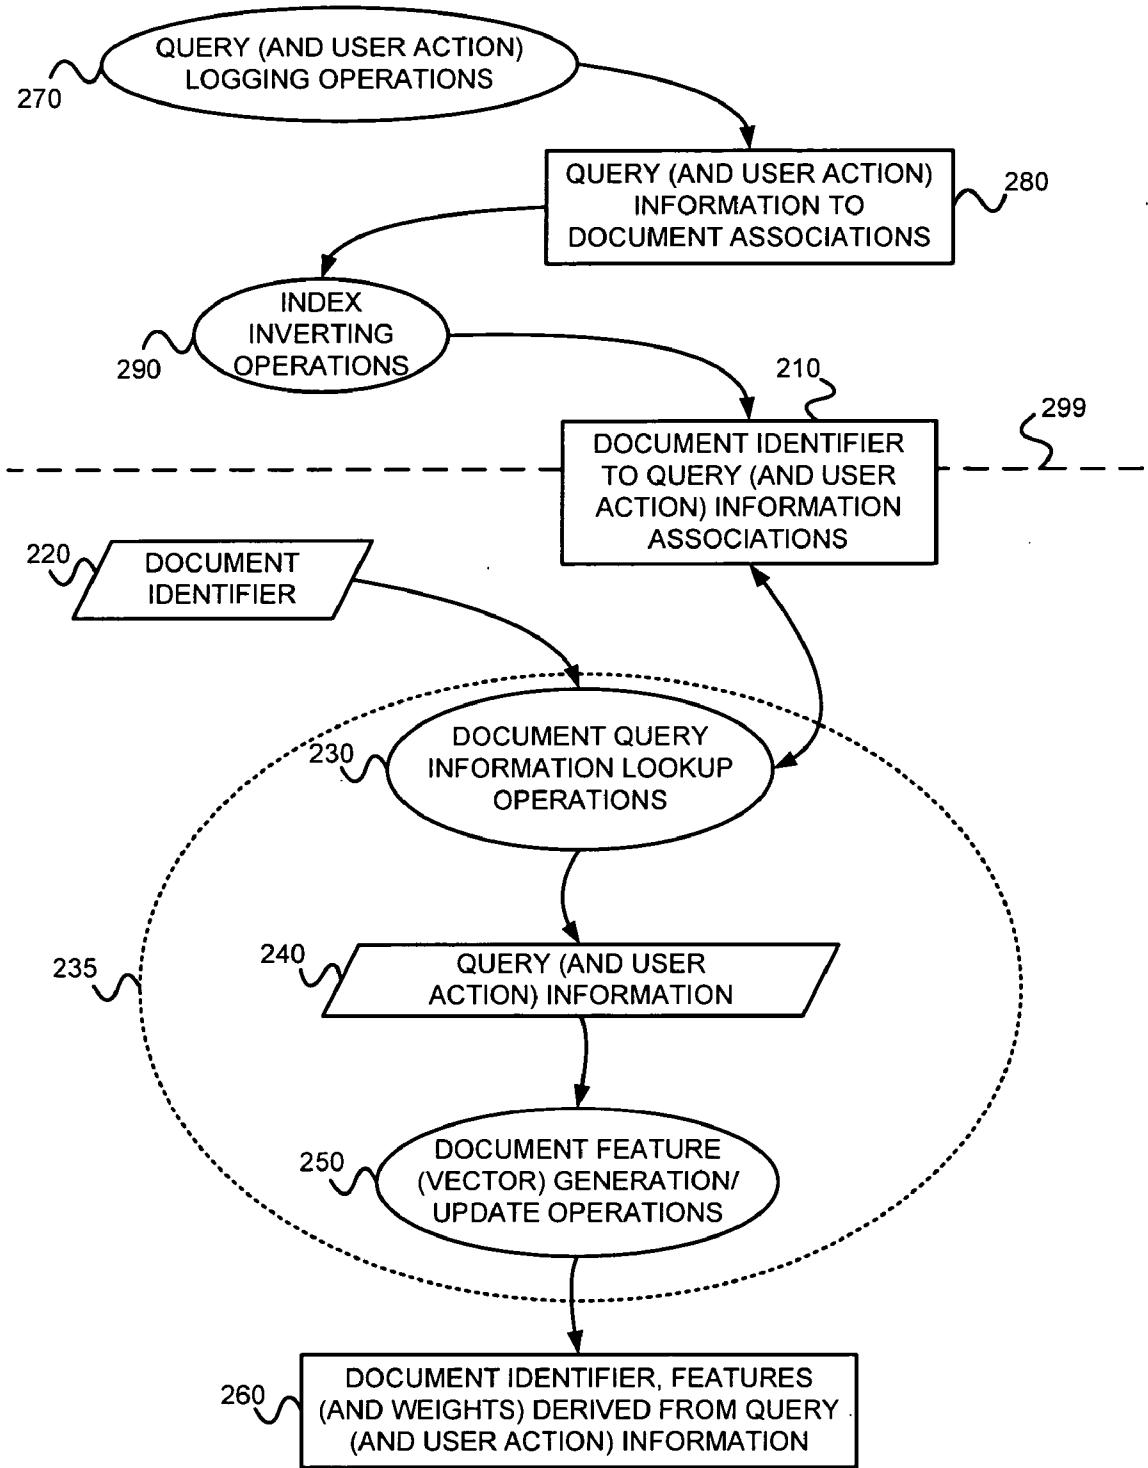 QUERY (AND USER ACTION)
LOGGING OPERATIONS
270
QUERY (AND USER ACTION)
INFORMATION TO
DOCUMENT ASSOCIATIONS
280
INDEX
INVERTING
OPERATIONS
290
210
299
DOCUMENT IDENTIFIER
TO QUERY (AND USER
ACTION) INFORMATION
ASSOCIATIONS
220
DOCUMENT
IDENTIFIER
230
DOCUMENT QUERY
INFORMATION LOOKUP
OPERATIONS
235
240
QUERY (AND USER
ACTION) INFORMATION
250
DOCUMENT FEATURE
(VECTOR) GENERATION/
UPDATE OPERATIONS
260
DOCUMENT IDENTIFIER, FEATURES
(AND WEIGHTS) DERIVED FROM QUERY
(AND USER ACTION) INFORMATION